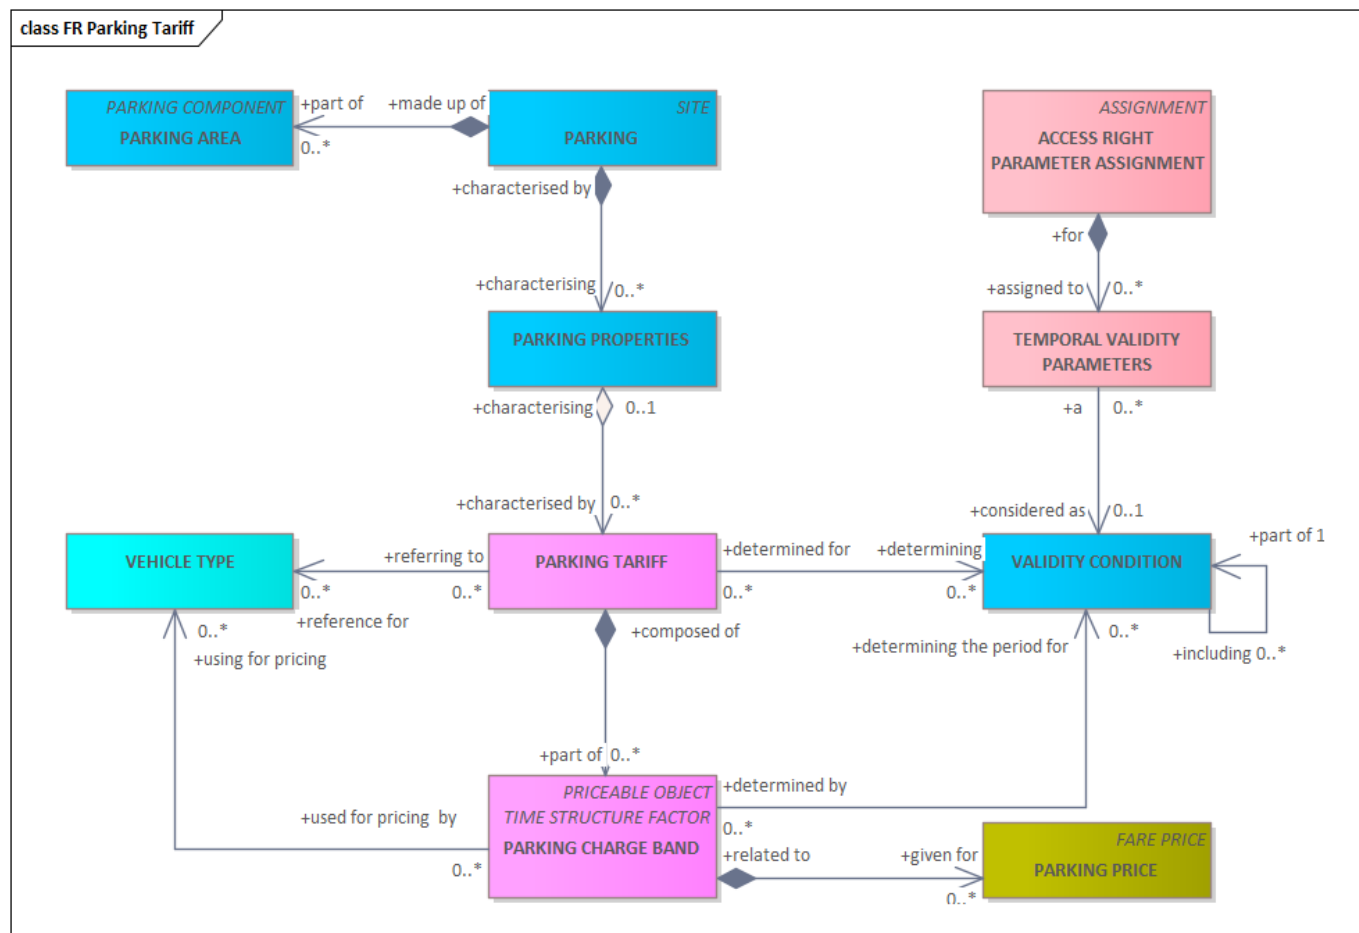 class FR Parking Tariff
PARKING COMPONENT
PARKING AREA
+part of
0..*
+made up of
SITE
PARKING
ASSIGNMENT
ACCESS RIGHT
PARAMETER ASSIGNMENT
+characterised by
+for
+characterising
0..*
+assigned to
0..*
PARKING PROPERTIES
TEMPORAL VALIDITY
PARAMETERS
+characterising
0..1
+a
0..*
+characterised by
0..*
+considered as
0..1
+part of 1
VEHICLE TYPE
+referring to
0..*
0..*
+reference for
PARKING TARIFF
+determined for
0..*
+determining
0..*
VALIDITY CONDITION
0..*
+using for pricing
+composed of
+determining the period for
0..*
+including 0..*
+part of
0..*
+used for pricing by
0..*
PRICEABLE OBJECT
TIME STRUCTURE FACTOR
PARKING CHARGE BAND
+determined by
0..*
+related to
+given for
0..*
FARE PRICE
PARKING PRICE